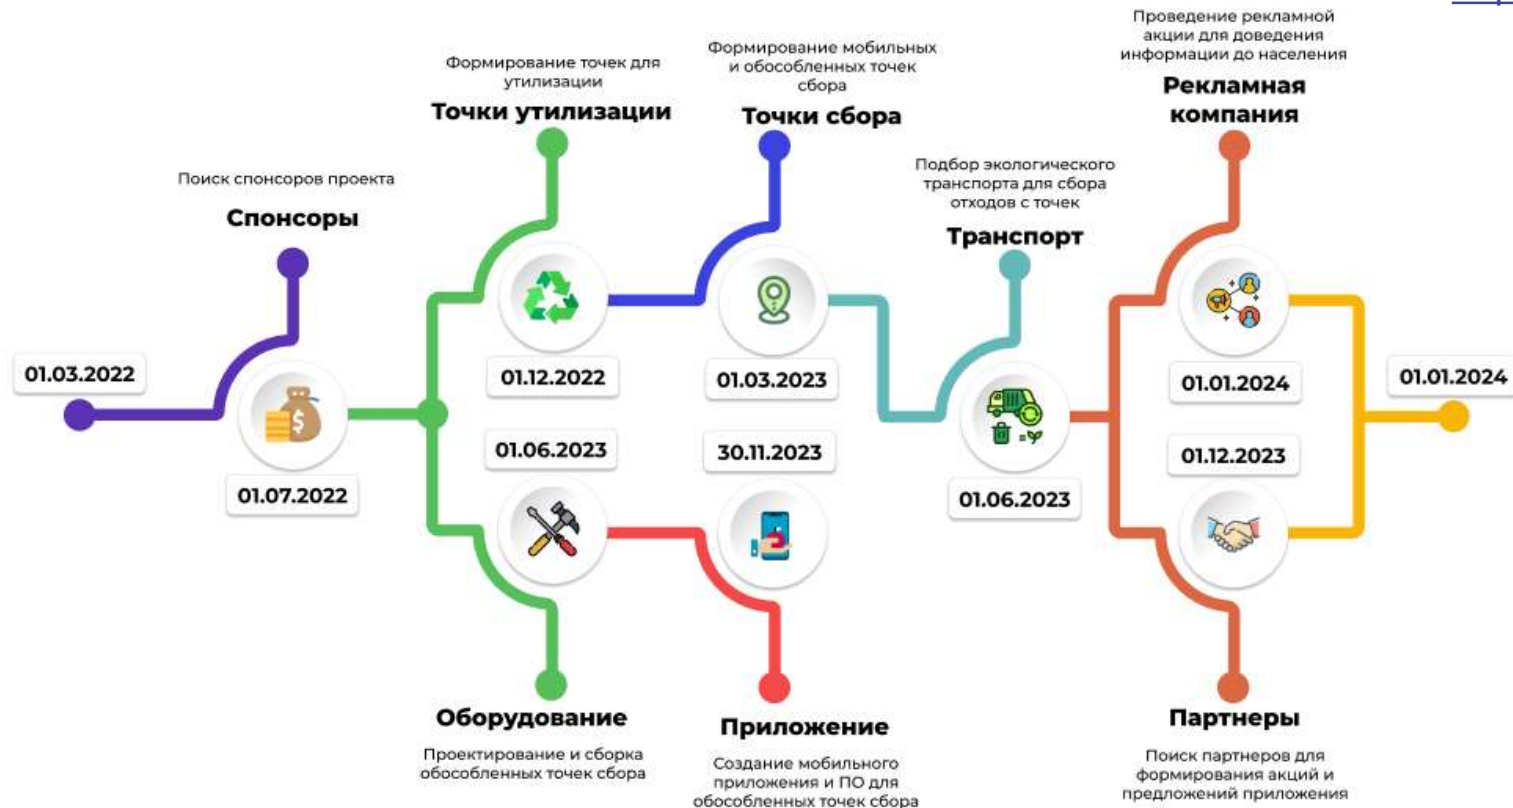 Проведение рекламной
акции для доведения
информации до населения
Рекламная
компания
Формирование мобильных
и обособленных точек
сбора
Точки сбора
Формирование точек для
утилизации
Точки утилизации
Подбор экологического
транспорта для сбора
отходов с точек
Транспорт
Поиск спонсоров проекта
Спонсоры
01.03.2022
01.07.2022
01.12.2022
01.03.2023
01.06.2023
30.11.2023
01.06.2023
01.01.2024
01.12.2023
01.01.2024
Оборудование
Проектирование и сборка
обособленных точек сбора
Приложение
Создание мобильного
приложения и ПО для
обособленных точек сбора
Партнеры
Поиск партнеров для
формирования акций и
предложений приложения